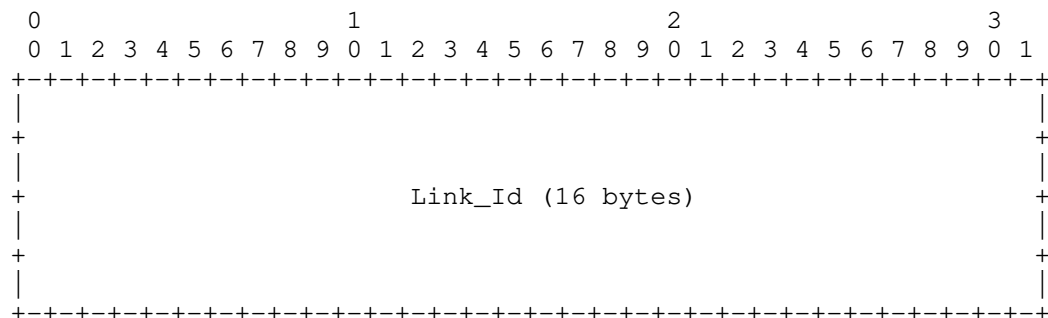 0                   1                   2                   3
 0 1 2 3 4 5 6 7 8 9 0 1 2 3 4 5 6 7 8 9 0 1 2 3 4 5 6 7 8 9 0 1
+-+-+-+-+-+-+-+-+-+-+-+-+-+-+-+-+-+-+-+-+-+-+-+-+-+-+-+-+-+-+-+-+
|                                                               |
+                                                               +
|                                                               |
+                        Link_Id (16 bytes)                     +
|                                                               |
+                                                               +
|                                                               |
+-+-+-+-+-+-+-+-+-+-+-+-+-+-+-+-+-+-+-+-+-+-+-+-+-+-+-+-+-+-+-+-+